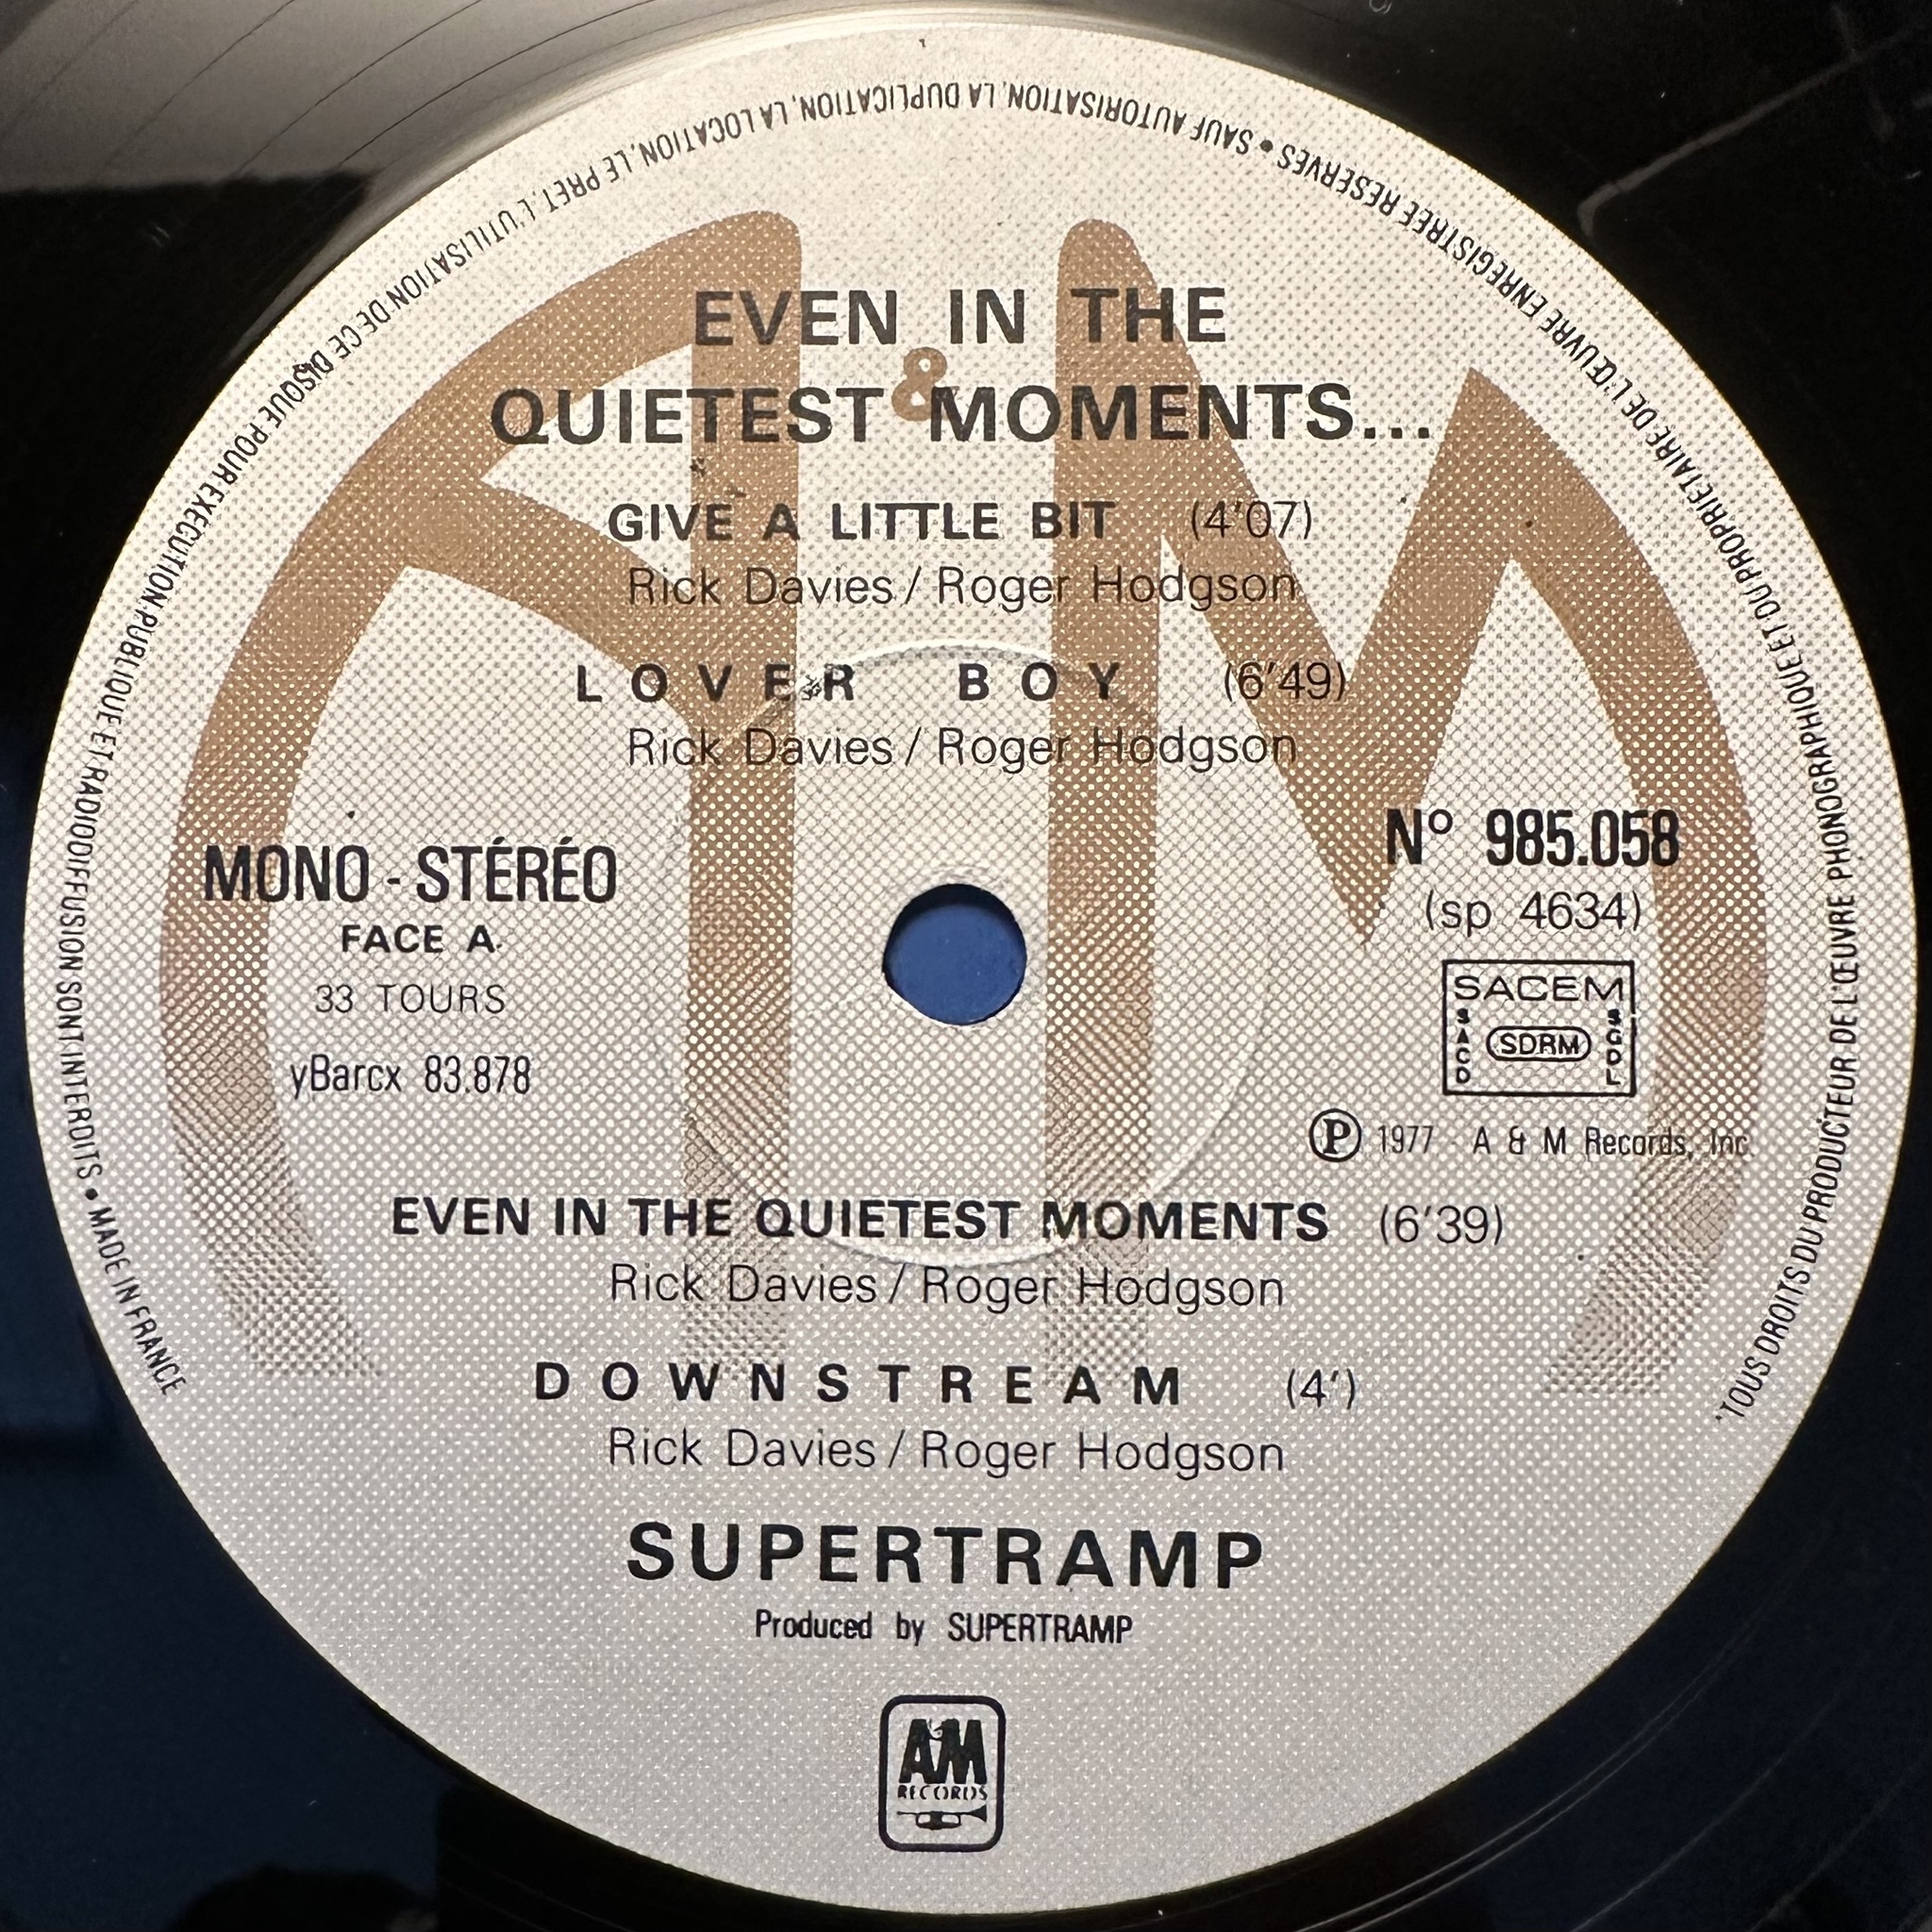 EVEN IN THE
&
QUIETEST MOMENTS...
GIVE A LITTLE BIT (4'07)
Rick Davies / Roger Hodgson
LOVER BOY (6'49)
Rick Davies / Roger Hodgson
MONO - STÉRÉO
FACE A
33 TOURS
yBarcx 83.878
N° 985.058
(sp 4634)
SACEM
SACD
SDRM
SGDL
Ⓟ 1977 - A & M Records, Inc.
EVEN IN THE QUIETEST MOMENTS (6'39)
Rick Davies / Roger Hodgson
DOWNSTREAM (4')
Rick Davies / Roger Hodgson
SUPERTRAMP
Produced by SUPERTRAMP
A&M
RECORDS
TOUS DROITS DU PRODUCTEUR DE L'ŒUVRE PHONOGRAPHIQUE ET DU PROPRIETAIRE DE L'ŒUVRE ENREGISTREE RESERVES • SAUF AUTORISATION, LA DUPLICATION, LA LOCATION, LE PRET, L'UTILISATION DE CE DISQUE POUR EXECUTION PUBLIQUE ET RADIODIFFUSION SONT INTERDITS • MADE IN FRANCE